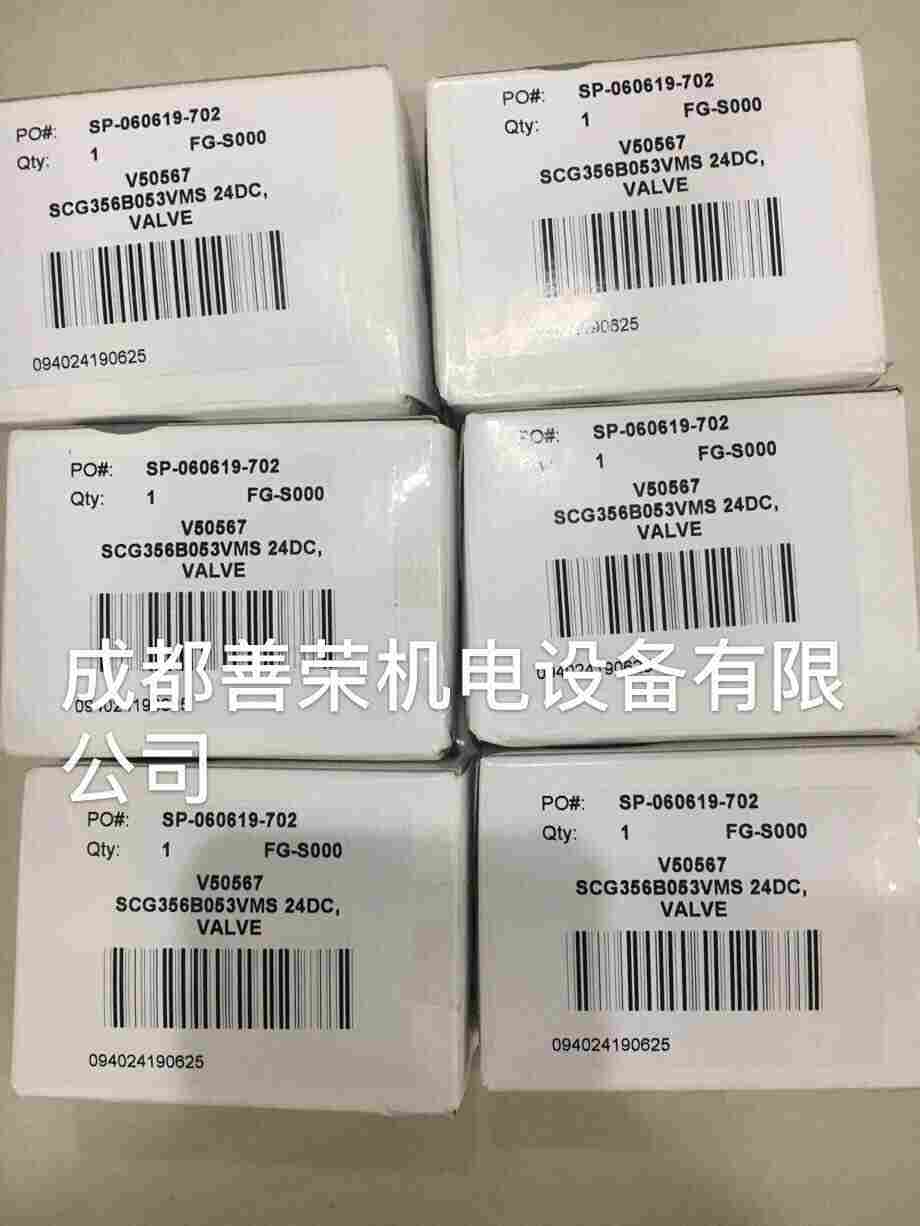 PO#: SP-060619-702
Qty: 1 FG-S000
V50567
SCG356B053VMS 24DC,
VALVE
094024190625
PO#: SP-060619-702
Qty: 1 FG-S000
V50567
SCG356B053VMS 24DC,
VALVE
190625
PO#: SP-060619-702
Qty: 1 FG-S000
V50567
SCG356B053VMS 24DC,
VALVE
PO#: SP-060619-702
1 FG-S000
V50567
SCG356B053VMS 24DC,
VALVE
094024190625
成都善荣机电设备有限
公司
PO#: SP-060619-702
Qty: 1 FG-S000
V50567
SCG356B053VMS 24DC,
VALVE
094024190625
PO#: SP-060619-702
Qty: 1 FG-S000
V50567
SCG356B053VMS 24DC,
VALVE
094024190625